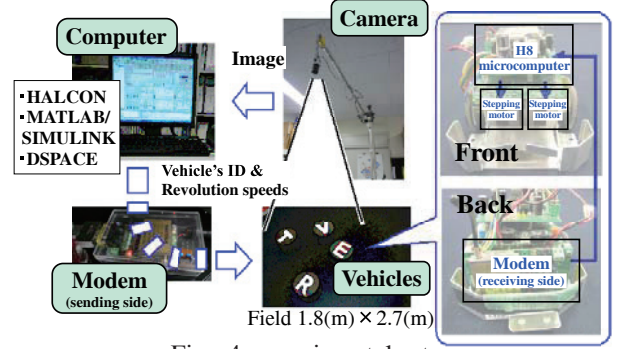 Computer
Camera
Image
・HALCON
・MATLAB/
SIMULINK
・DSPACE
Vehicle's ID &
Revolution speeds
Modem
(sending side)
T
V
E
R
Vehicles
Field 1.8(m) × 2.7(m)
H8
microcomputer
Stepping
motor
Stepping
motor
Front
Back
Modem
(receiving side)